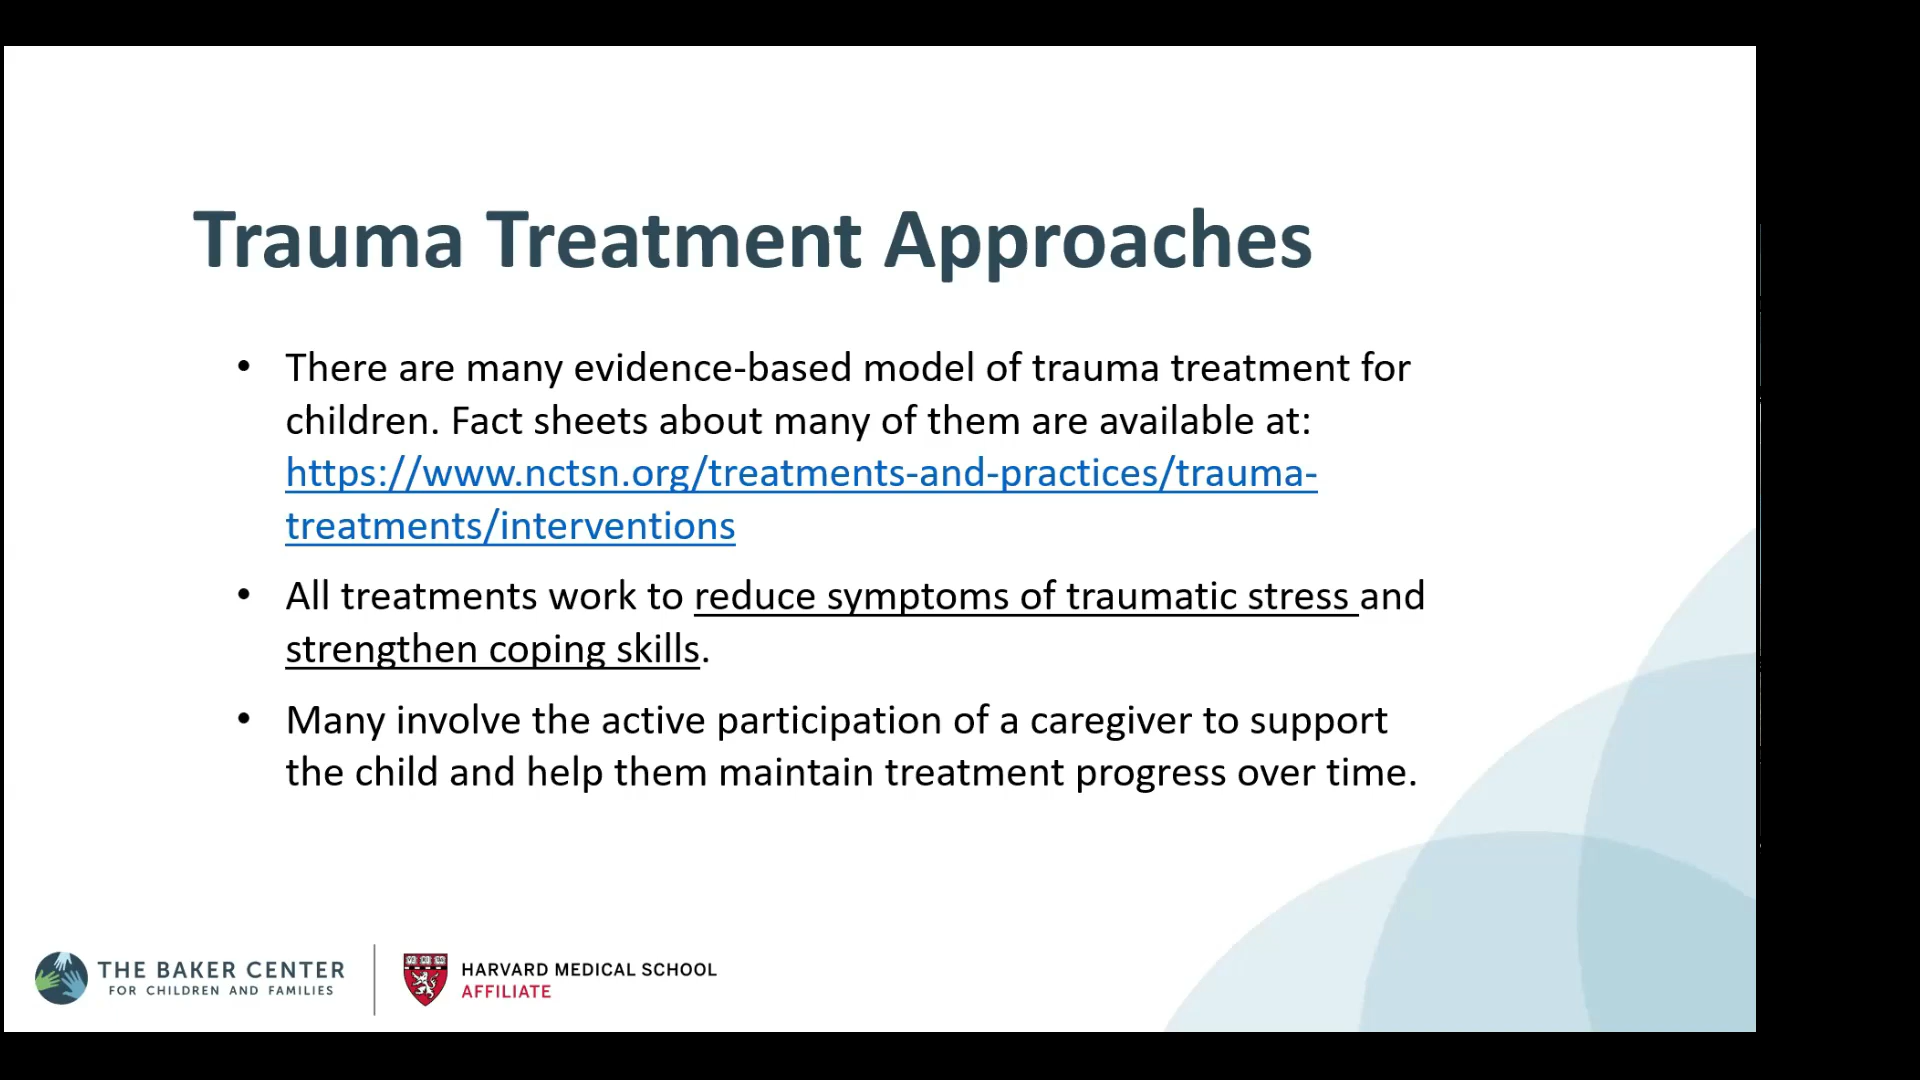 Trauma Treatment Approaches
• There are many evidence-based model of trauma treatment for
children. Fact sheets about many of them are available at:
https://www.nctsn.org/treatments-and-practices/trauma-
treatments/interventions
• All treatments work to reduce symptoms of traumatic stress and
strengthen coping skills.
• Many involve the active participation of a caregiver to support
the child and help them maintain treatment progress over time.
THE BAKER CENTER
FOR CHILDREN AND FAMILIES
HARVARD MEDICAL SCHOOL
AFFILIATE